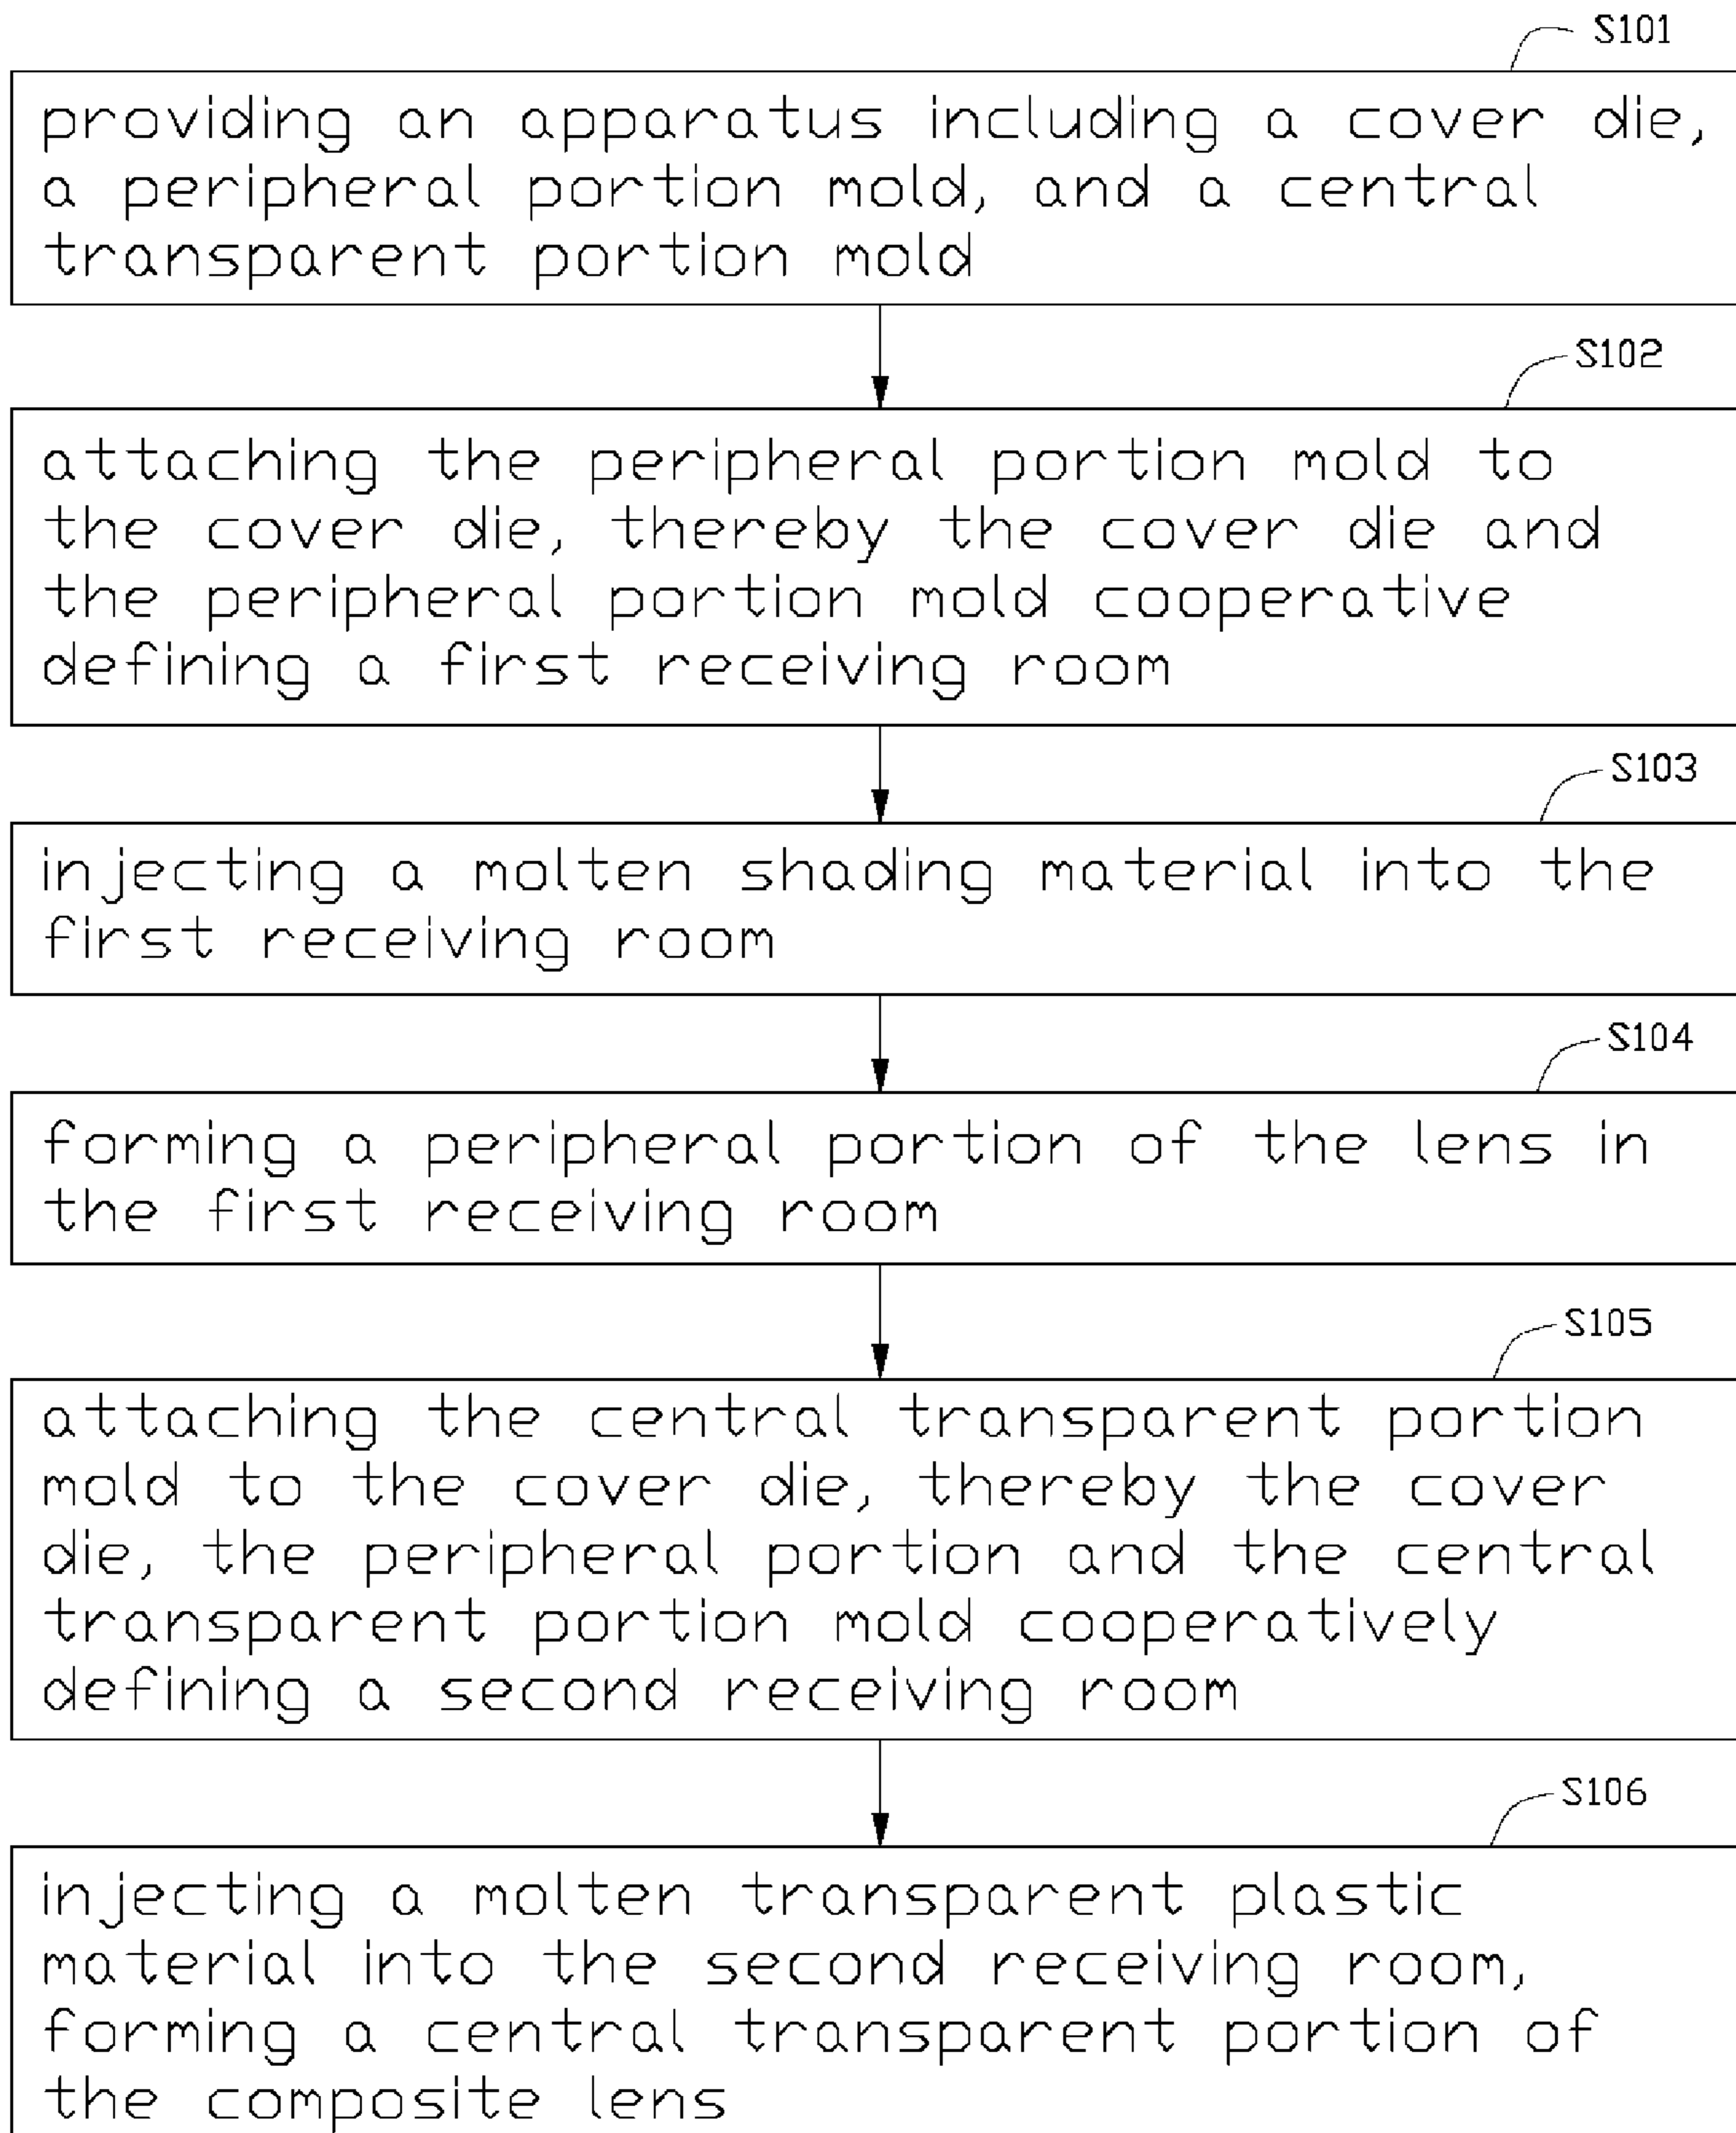 S101
providing an apparatus including a cover die,
a peripheral portion mold, and a central
transparent portion mold
S102
attaching the peripheral portion mold to
the cover die, thereby the cover die and
the peripheral portion mold cooperative
defining a first receiving room
S103
injecting a molten shading material into the
first receiving room
S104
forming a peripheral portion of the lens in
the first receiving room
S105
attaching the central transparent portion
mold to the cover die, thereby the cover
die, the peripheral portion and the central
transparent portion mold cooperatively
defining a second receiving room
S106
injecting a molten transparent plastic
material into the second receiving room,
forming a central transparent portion of
the composite lens